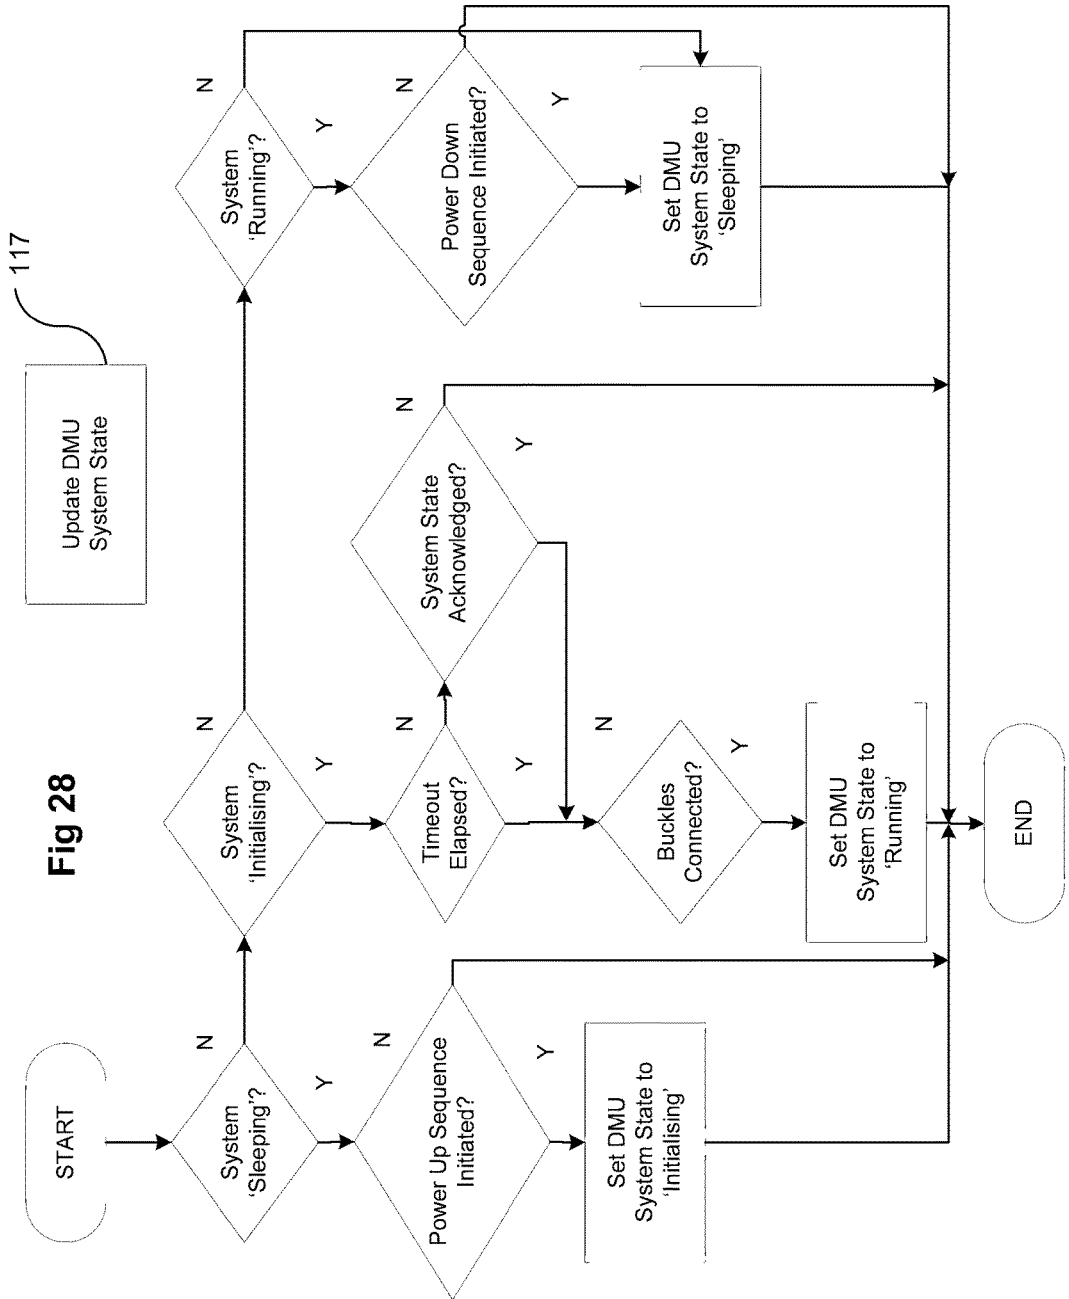 Fig 28
117
Update DMU
System State
START
System
'Sleeping'?
N
Y
Power Up Sequence
Initiated?
N
Y
Set DMU
System State to
'Initialising'
System
'Initialising'?
N
Y
Timeout
Elapsed?
N
Y
System State
Acknowledged?
N
Y
Buckles
Connected?
N
Y
Set DMU
System State to
'Running'
System
'Running'?
N
Y
Power Down
Sequence Initiated?
N
Y
Set DMU
System State to
'Sleeping'
END